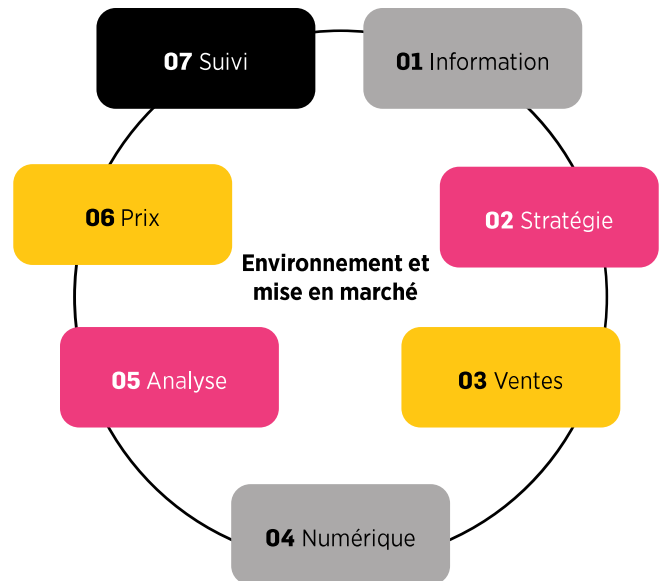 07 Suivi
01 Information
06 Prix
02 Stratégie
Environnement et
mise en marché
05 Analyse
03 Ventes
04 Numérique